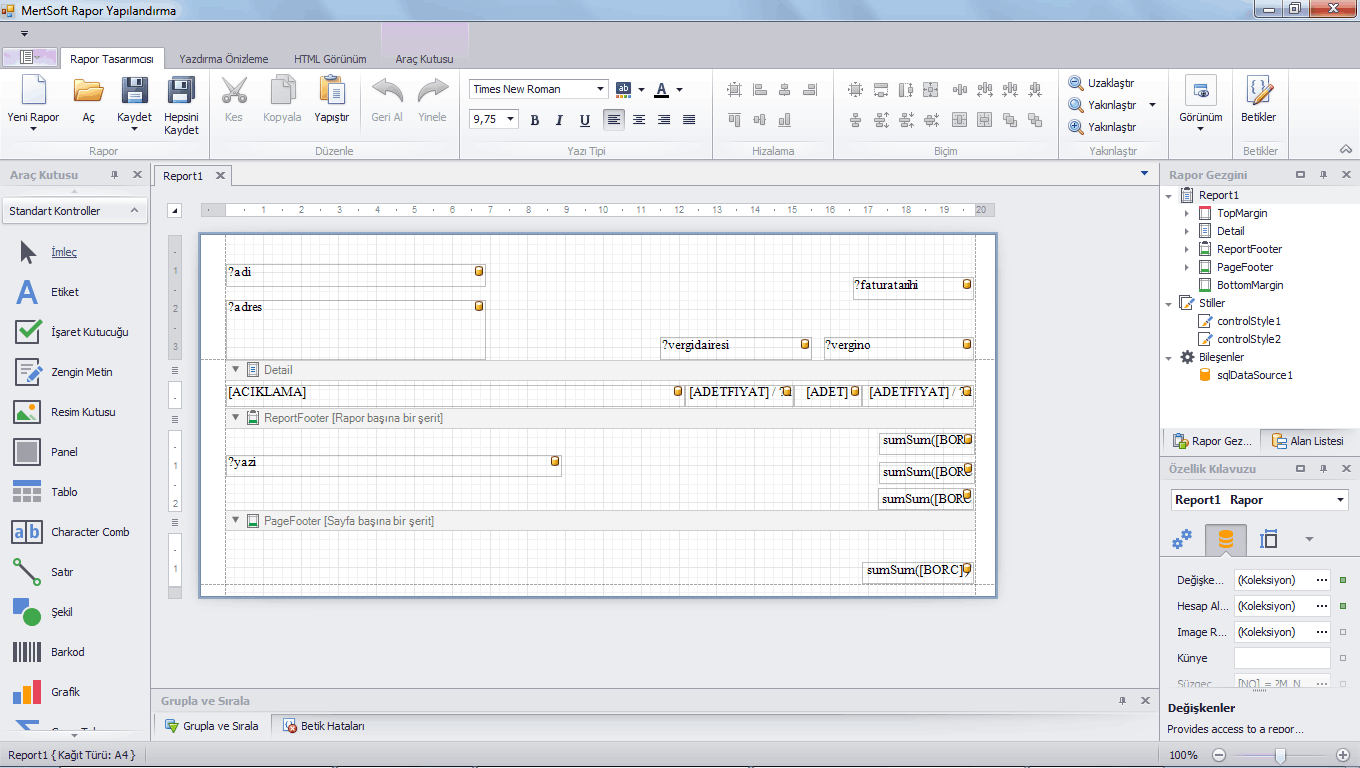 MertSoft Rapor Yapılandırma
Rapor Tasarımcısı
Yazdırma Önizleme
HTML Görünüm
Araç Kutusu
Yeni Rapor
Aç
Kaydet
Hepsini
Kaydet
Kes
Kopyala
Yapıştır
Geri Al
Yinele
Times New Roman
9,75
B I U
Uzaklaştır
Yakınlaştır
Yakınlaştır
Görünüm
Betikler
Rapor
Düzenle
Yazı Tipi
Hizalama
Biçim
Yakınlaştır
Betikler
Araç Kutusu
Standart Kontroller
İmleç
Etiket
İşaret Kutucuğu
Zengin Metin
Resim Kutusu
Panel
Tablo
Character Comb
Satır
Şekil
Barkod
Grafik
Report1
1 2 3 4 5 6 7 8 9 10 11 12 13 14 15 16 17 18 19 20
1
2
3
?adi
?faturatarihi
?adres
?vergidairesi
?vergino
Detail
[ACIKLAMA]
[ADETFIYAT] / ?
[ADET]
[ADETFIYAT] / ?
ReportFooter [Rapor başına bir şerit]
1
2
sumSum([BOR
?yazi
sumSum([BORC
sumSum([BORC
PageFooter [Sayfa başına bir şerit]
1
sumSum([BORC],
Grupla ve Sırala
Grupla ve Sırala
Betik Hataları
Rapor Gezgini
Report1
TopMargin
Detail
ReportFooter
PageFooter
BottomMargin
Stiller
controlStyle1
controlStyle2
Bileşenler
sqlDataSource1
Rapor Gez...
Alan Listesi
Özellik Kılavuzu
Report1 Rapor
Değişke... (Koleksiyon)
Hesap Al... (Koleksiyon)
Image R... (Koleksiyon)
Künye
Süzgeç [NO] = ?M_N
Değişkenler
Provides access to a repor...
Report1 { Kağıt Türü: A4 }
100%